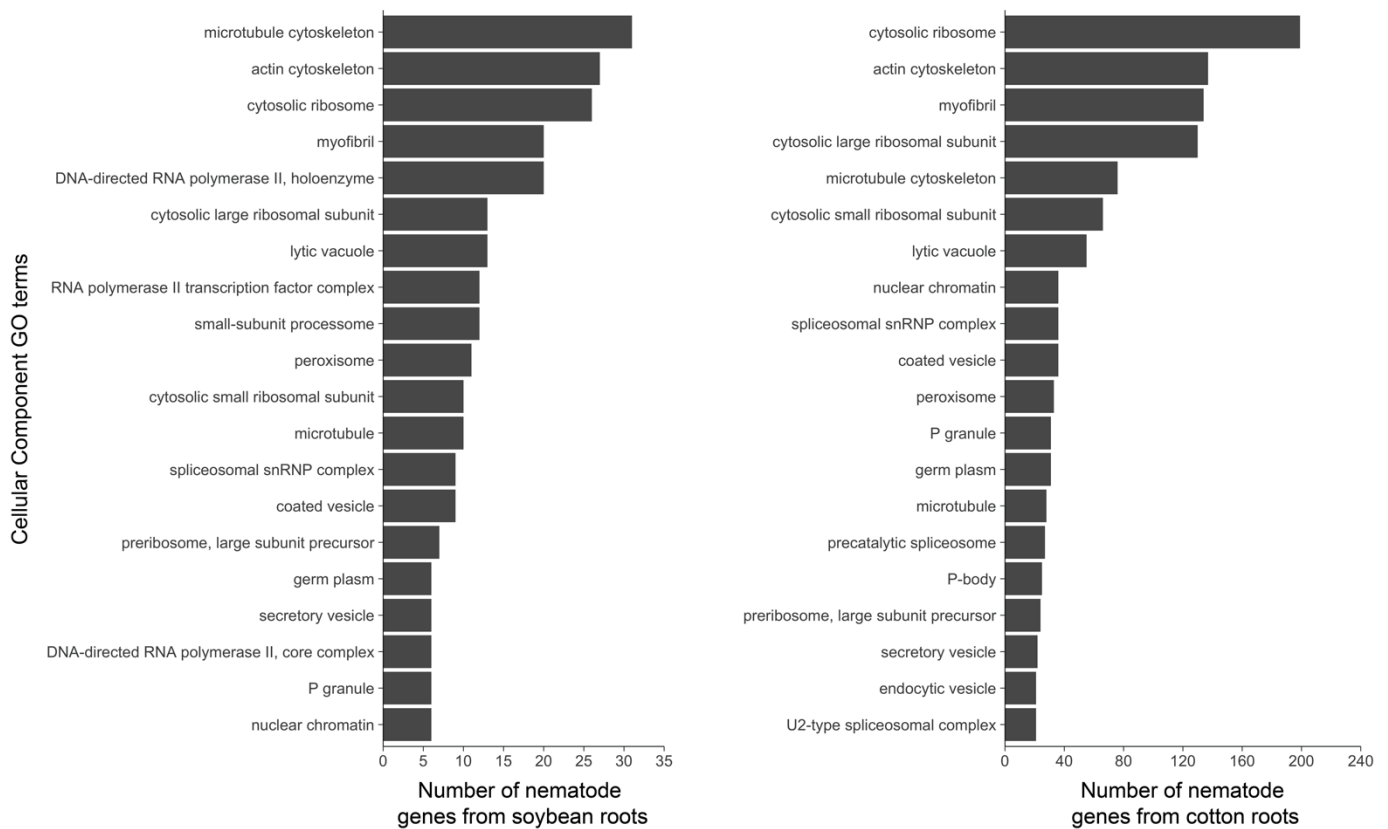 Cellular Component GO terms
microtubule cytoskeleton
actin cytoskeleton
cytosolic ribosome
myofibril
DNA-directed RNA polymerase II, holoenzyme
cytosolic large ribosomal subunit
lytic vacuole
RNA polymerase II transcription factor complex
small-subunit processome
peroxisome
cytosolic small ribosomal subunit
microtubule
spliceosomal snRNP complex
coated vesicle
preribosome, large subunit precursor
germ plasm
secretory vesicle
DNA-directed RNA polymerase II, core complex
P granule
nuclear chromatin
0 5 10 15 20 25 30 35
Number of nematode
genes from soybean roots
cytosolic ribosome
actin cytoskeleton
myofibril
cytosolic large ribosomal subunit
microtubule cytoskeleton
cytosolic small ribosomal subunit
lytic vacuole
nuclear chromatin
spliceosomal snRNP complex
coated vesicle
peroxisome
P granule
germ plasm
microtubule
precatalytic spliceosome
P-body
preribosome, large subunit precursor
secretory vesicle
endocytic vesicle
U2-type spliceosomal complex
0 40 80 120 160 200 240
Number of nematode
genes from cotton roots